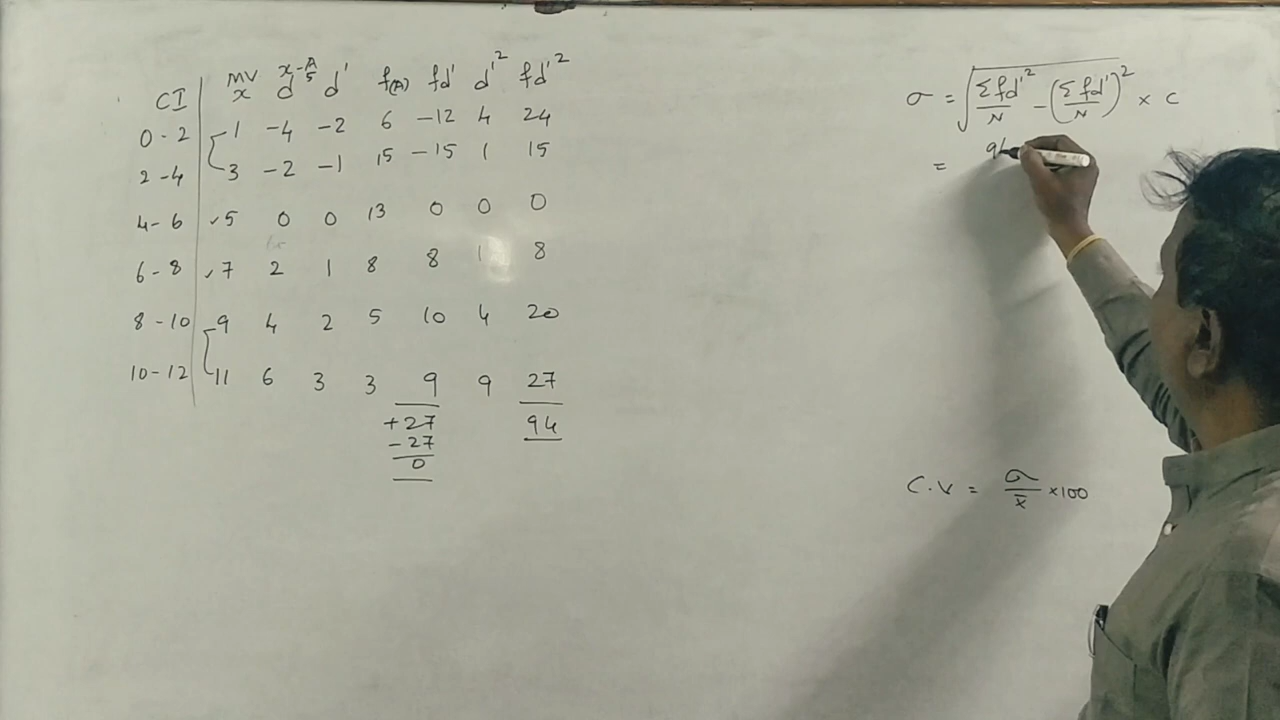 CI MV x x-A 5 d d' f(A) fd' d'² fd'²
0-2 1 -4 -2 6 -12 4 24
2-4 3 -2 -1 15 -15 1 15
4-6 5 0 0 13 0 0 0
6-8 7 2 1 8 8 1 8
8-10 9 4 2 5 10 4 20
10-12 11 6 3 3 9 9 27
+27 94
-27
0
σ = √(Σfd'²/N - (Σfd'/N)²) × C
= 94
C.V = σ/x̄ ×100